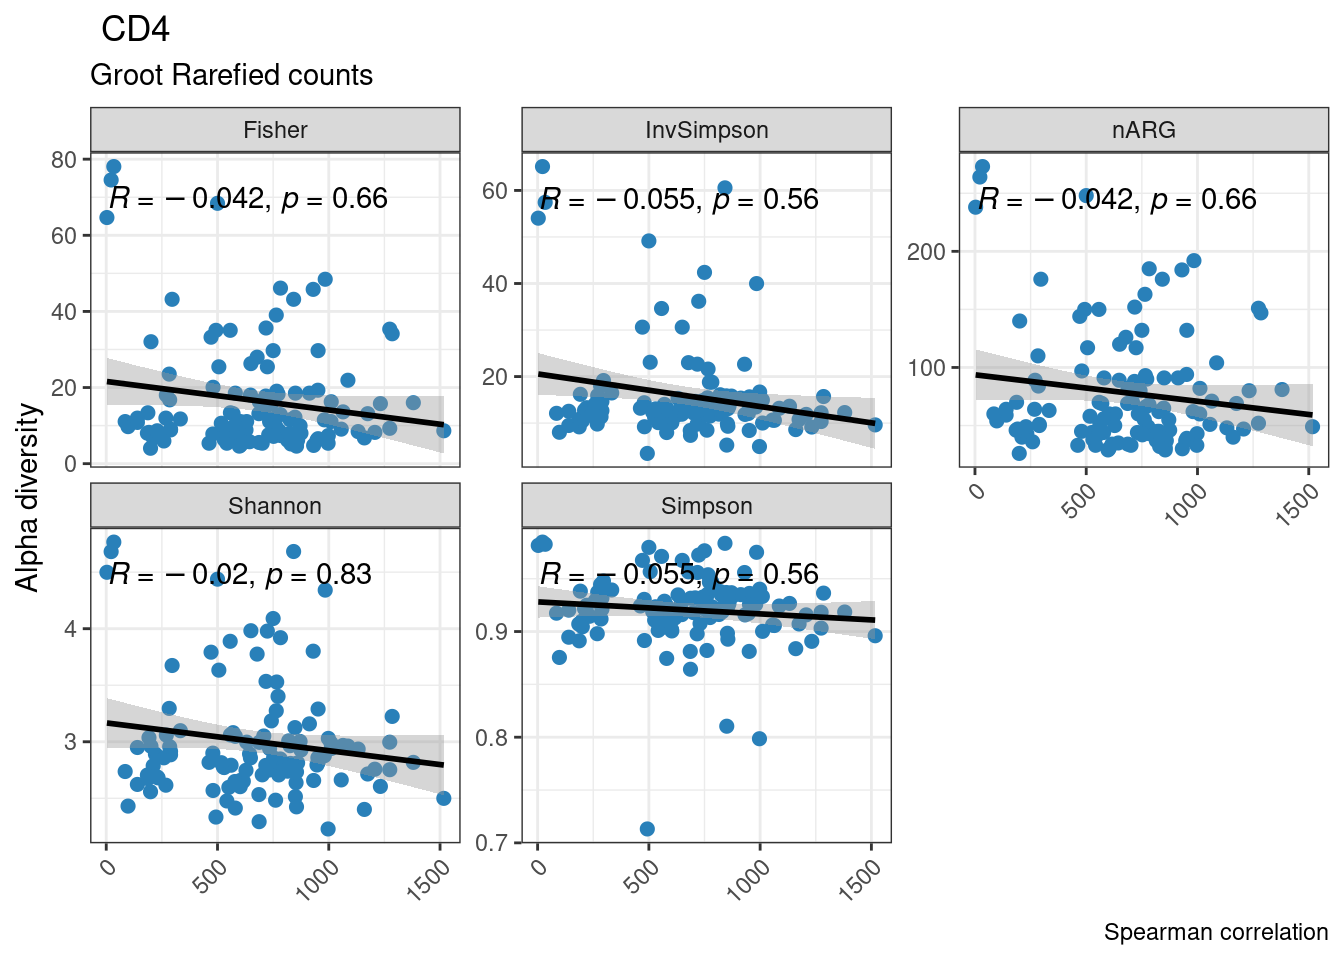 CD4
Groot Rarefied counts
Fisher
InvSimpson
nARG
R = −0.042, p = 0.66
R = −0.055, p = 0.56
R = −0.042, p = 0.66
80
60
40
20
0
60
40
20
200
100
0
500
1000
1500
Alpha diversity
Shannon
Simpson
R = −0.02, p = 0.83
R = −0.055, p = 0.56
4
3
0.9
0.8
0.7
0
500
1000
1500
0
500
1000
1500
Spearman correlation